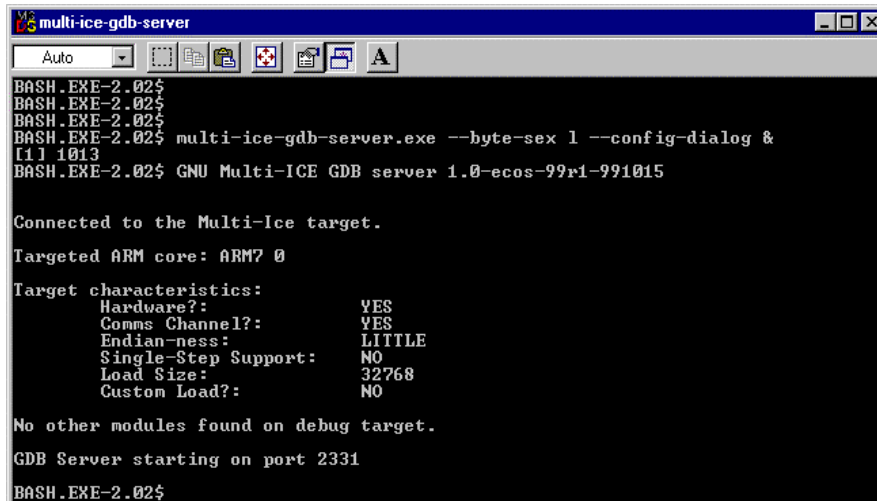 multi-ice-gdb-server
Auto
A
BASH.EXE-2.02$
BASH.EXE-2.02$
BASH.EXE-2.02$
BASH.EXE-2.02$ multi-ice-gdb-server.exe --byte-sex l --config-dialog &
[1] 1013
BASH.EXE-2.02$ GNU Multi-ICE GDB server 1.0-ecos-99r1-991015
Connected to the Multi-Ice target.
Targeted ARM core: ARM7 0
Target characteristics:
Hardware?: YES
Comms Channel?: YES
Endian-ness: LITTLE
Single-Step Support: NO
Load Size: 32768
Custom Load?: NO
No other modules found on debug target.
GDB Server starting on port 2331
BASH.EXE-2.02$